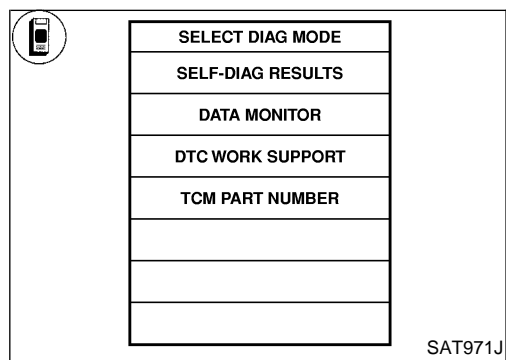 SELECT DIAG MODE
SELF-DIAG RESULTS
DATA MONITOR
DTC WORK SUPPORT
TCM PART NUMBER
SAT971J